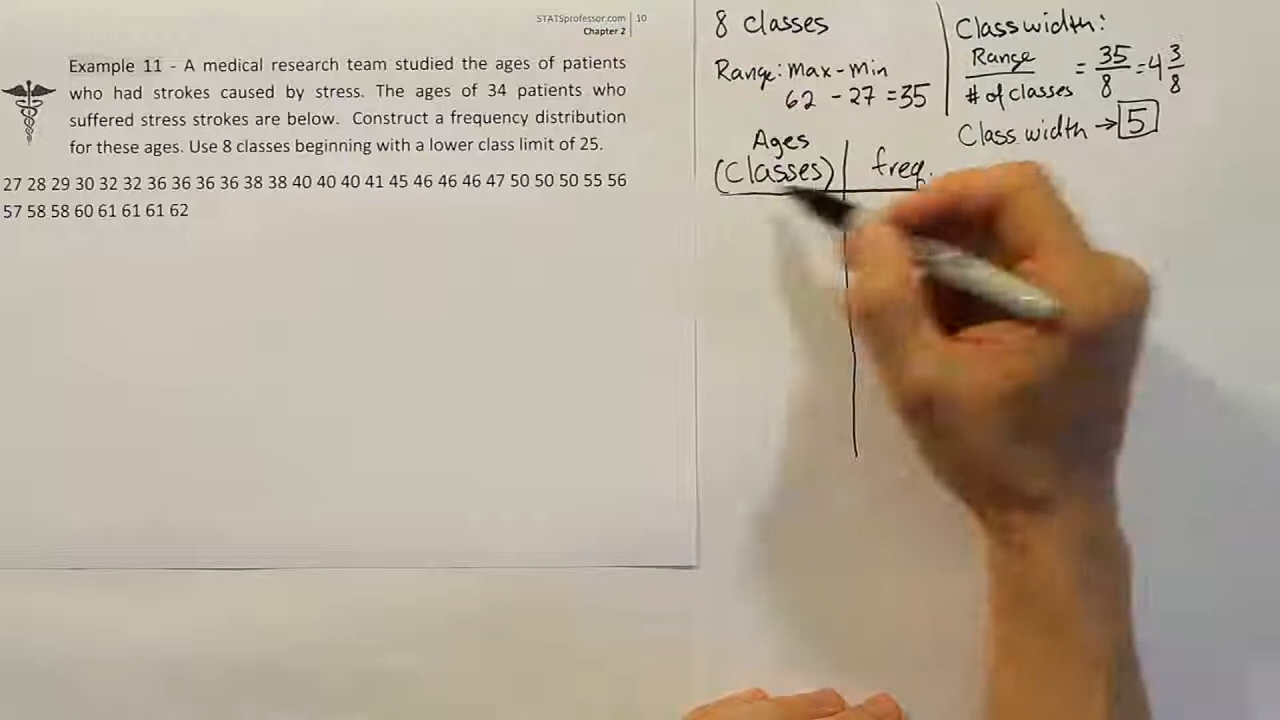 STATSprofessor.com | 10
Chapter 2
Example 11 - A medical research team studied the ages of patients
who had strokes caused by stress. The ages of 34 patients who
suffered stress strokes are below. Construct a frequency distribution
for these ages. Use 8 classes beginning with a lower class limit of 25.
27 28 29 30 32 32 36 36 36 36 38 38 40 40 40 41 45 46 46 46 47 50 50 50 55 56
57 58 58 60 61 61 61 62
8 Classes
Range: Max - Min
62 - 27 = 35
Class width:
Range / # of classes = 35/8 = 4 3/8
Class width → 5
Ages
(Classes) | freq.